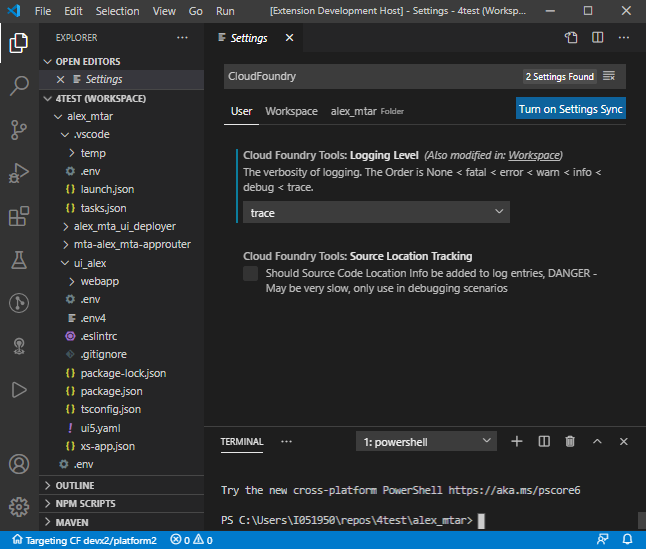 File Edit Selection View Go Run [Extension Development Host] - Settings - 4test (Worksp...
EXPLORER ...
OPEN EDITORS
Settings
4TEST (WORKSPACE)
alex_mtar
.vscode
temp
.env
launch.json
tasks.json
alex_mta_ui_deployer
mta-alex_mta-approuter
ui_alex
webapp
.env
.env4
.eslintrc
.gitignore
package-lock.json
package.json
tsconfig.json
ui5.yaml
xs-app.json
.env
OUTLINE
NPM SCRIPTS
MAVEN
Settings
CloudFoundry
2 Settings Found
User Workspace alex_mtar Folder
Turn on Settings Sync
Cloud Foundry Tools: Logging Level (Also modified in: Workspace)
The verbosity of logging. The Order is None < fatal < error < warn < info <
debug < trace.
trace
Cloud Foundry Tools: Source Location Tracking
Should Source Code Location Info be added to log entries, DANGER -
May be very slow, only use in debugging scenarios
TERMINAL ... 1: powershell
Try the new cross-platform PowerShell https://aka.ms/pscore6
PS C:\Users\I051950\repos\4test\alex_mtar>
Targeting CF devx2/platform2 0 0